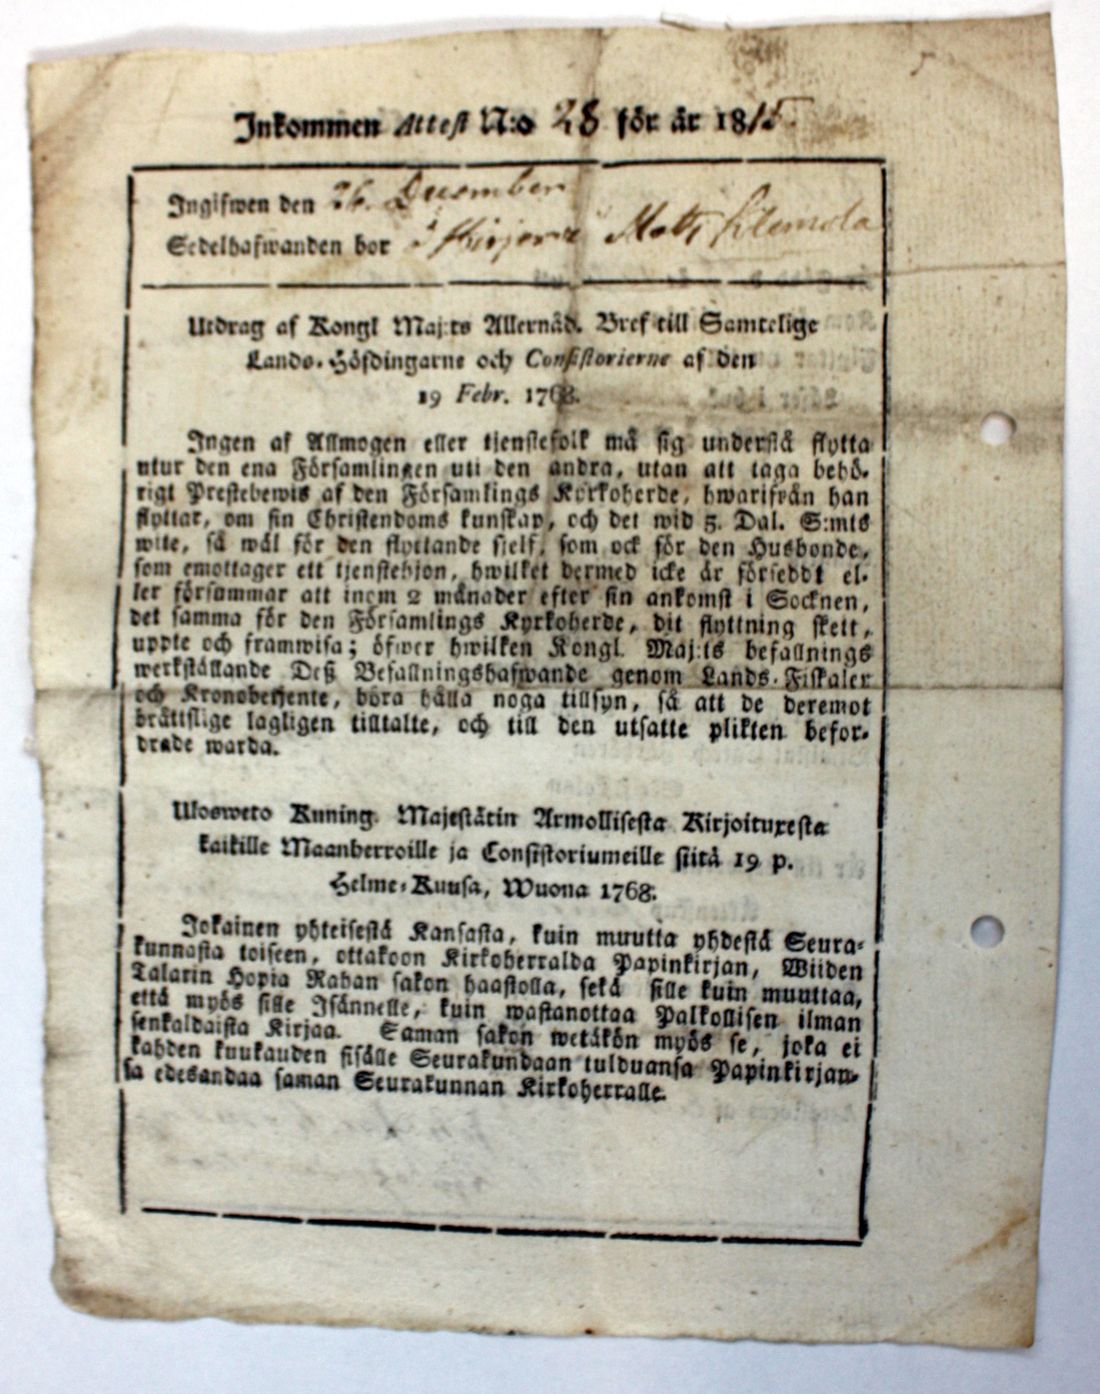 Inkommen Attest N:o 28 för år 1815.
Ingifwen den 26. December
Sedelhafwanden bor i
Utdrag af Kongl Maj:ts Allernåd. Bref till Samtelige
Lands-Höfdingarne och Consistorierne af den
19 Febr. 1768.
Ingen af Allmogen eller tjenstefolk må sig understå flytta
utur den ena Församlingen uti den andra, utan att taga behö-
rigt Prestebewis af den Församlings Kyrkoherde, hwarifrån han
flyttar, om sin Christendoms kunskap, och det wid 5. Dal. S:mts
wite, så wäl för den flyttande sjelf, som ock för den Husbonde,
som emottager ett tjenstehjon, hwilket dermed icke är försedt el-
ler försummar att inom 2 månader efter sin ankomst i Socknen,
det samma för den Församlings Kyrkoherde, dit flyttning skett,
uppte och framwisa; öfwer hwilken Kongl. Maj:ts befallnings
werkställande Deß Befallningshafwande genom Lands-Fiskaler
och Kronobetjente, böra hålla noga tillsyn, så att de deremot
bråttslige lagligen tilltalte, och till den utsatte plikten befor-
drade warda.
Ulosweto Kuning. Majestätin Armollisesta Kirjoituxesta
kaikille Maanherroille ja Consistoriumeille siitä 19 p.
Helme-Kuusa, Wuona 1768.
Jokainen yhteisestä Kansasta, kuin muutta yhdestä Seura-
kunnasta toiseen, ottakoon Kirkoherralda Papinkirjan, Wiiden
Talarin Hopia Rahan sakon haastolla, sekä sille kuin muuttaa,
että myös sille Isännelle, kuin wastanottaa Palkollisen ilman
senkaldaista Kirjaa. Saman sakon wetäkön myös se, joka ei
kahden kuukauden sisälle Seurakundaan tulduansa Papinkirjan-
sa edesandaa saman Seurakunnan Kirkoherralle.